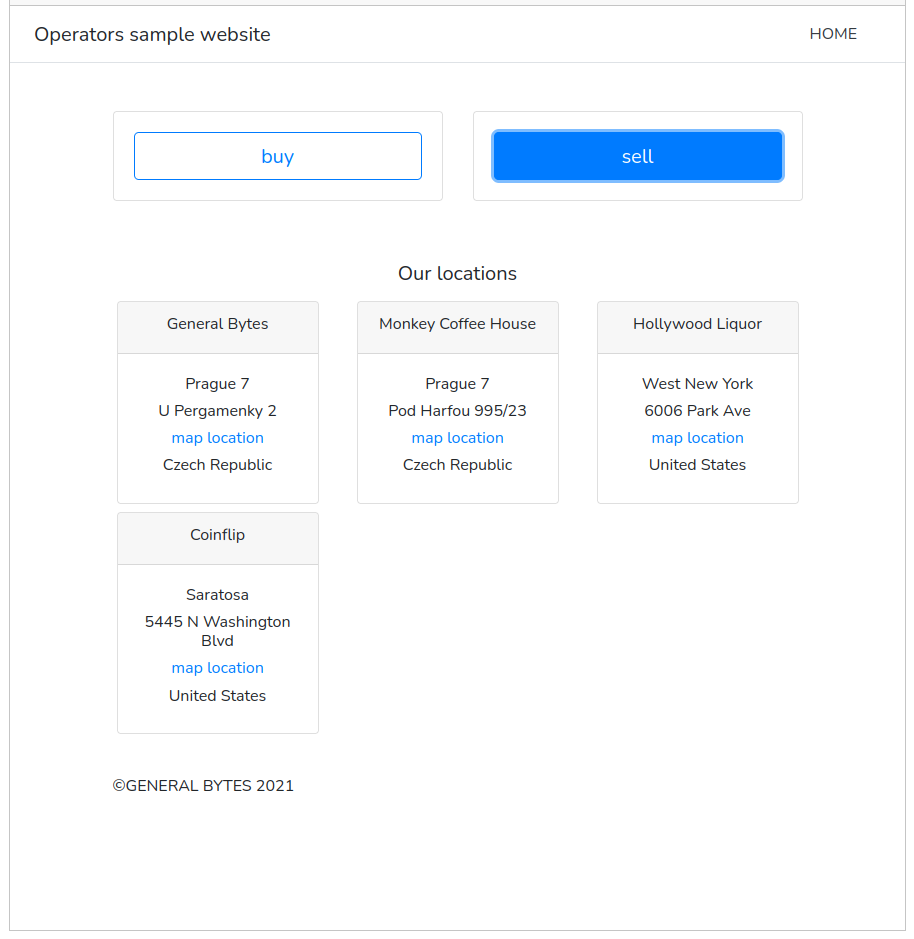 Operators sample website
HOME
buy
sell
Our locations
General Bytes
Prague 7
U Pergamenky 2
map location
Czech Republic
Monkey Coffee House
Prague 7
Pod Harfou 995/23
map location
Czech Republic
Hollywood Liquor
West New York
6006 Park Ave
map location
United States
Coinflip
Saratosa
5445 N Washington
Blvd
map location
United States
©GENERAL BYTES 2021